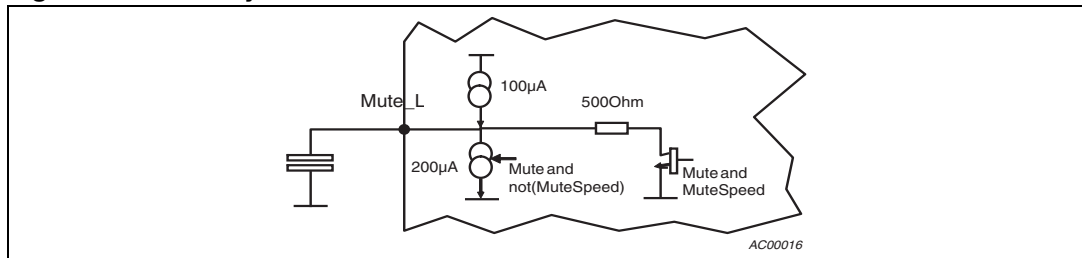 100µA
Mute_L
500Ohm
200µA
Mute and
not(MuteSpeed)
Mute and
MuteSpeed
AC00016